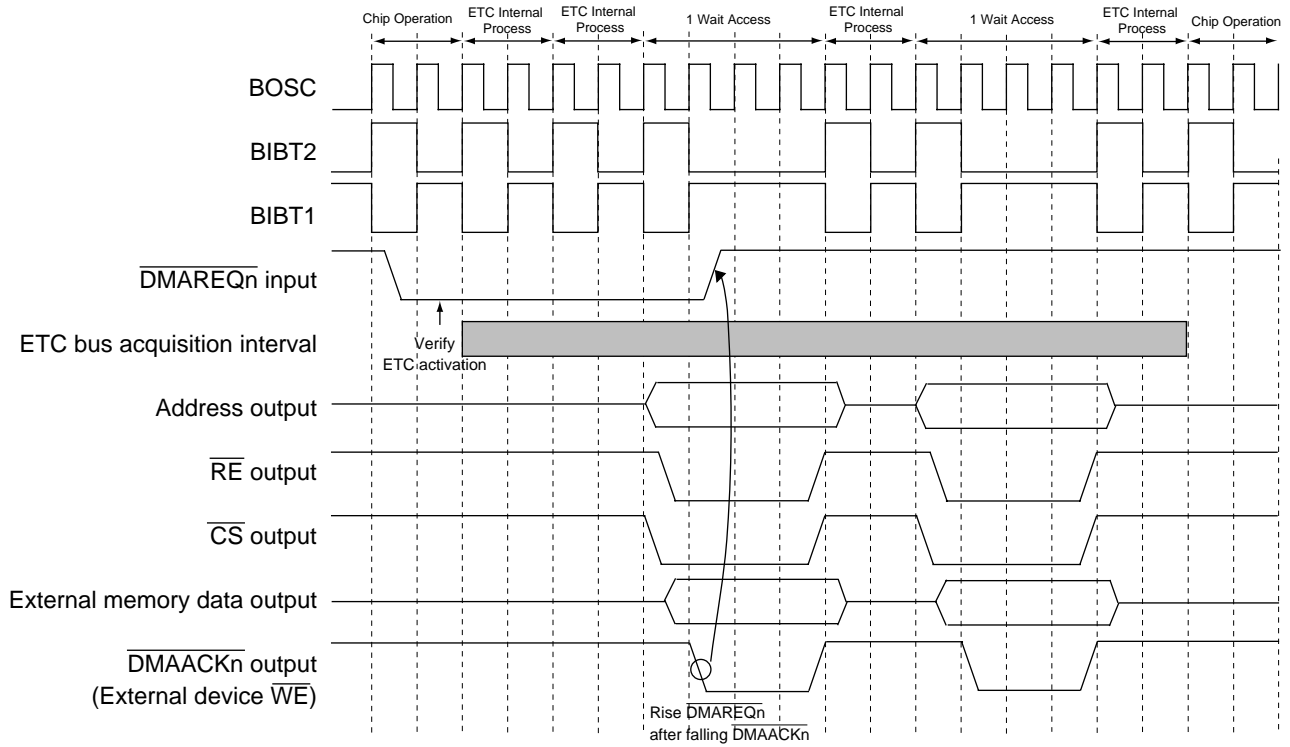 Chip Operation
ETC Internal
Process
ETC Internal
Process
1 Wait Access
ETC Internal
Process
1 Wait Access
ETC Internal
Process
Chip Operation
BOSC
BIBT2
BIBT1
DMAREQn input
Verify
ETC activation
ETC bus acquisition interval
Address output
RE output
CS output
External memory data output
DMAACKn output
(External device WE)
Rise DMAREQn
after falling DMAACKn